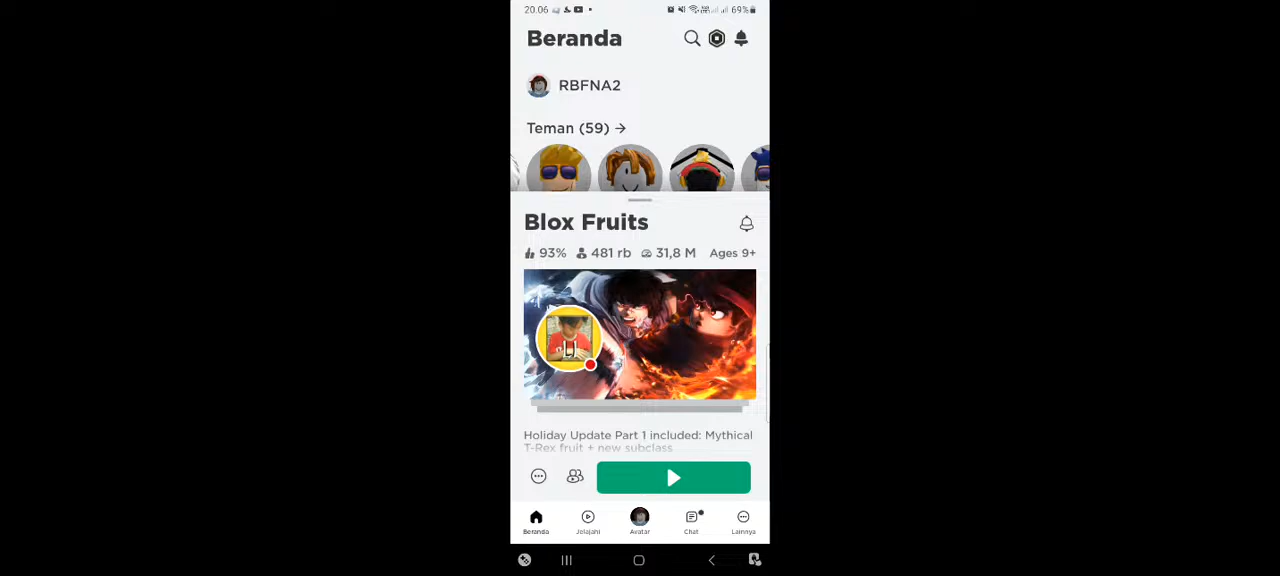 20.06 69%
Beranda
RBFNA2
Teman (59) →
Blox Fruits
93% 481 rb 31,8 M Ages 9+
LJ
Holiday Update Part 1 included: Mythical
T-Rex fruit + new subclass
Beranda Jelajahi Avatar Chat Lainnya